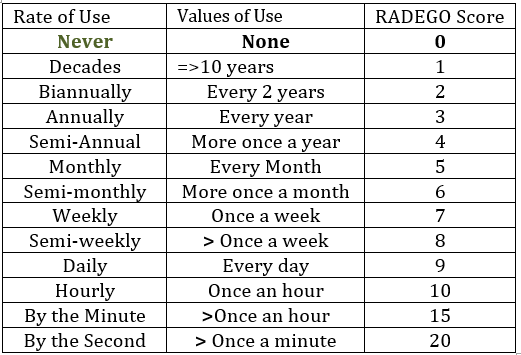 Rate of Use Values of Use RADEGO Score
Never None 0
Decades =>10 years 1
Biannually Every 2 years 2
Annually Every year 3
Semi-Annual More once a year 4
Monthly Every Month 5
Semi-monthly More once a month 6
Weekly Once a week 7
Semi-weekly > Once a week 8
Daily Every day 9
Hourly Once an hour 10
By the Minute >Once an hour 15
By the Second > Once a minute 20